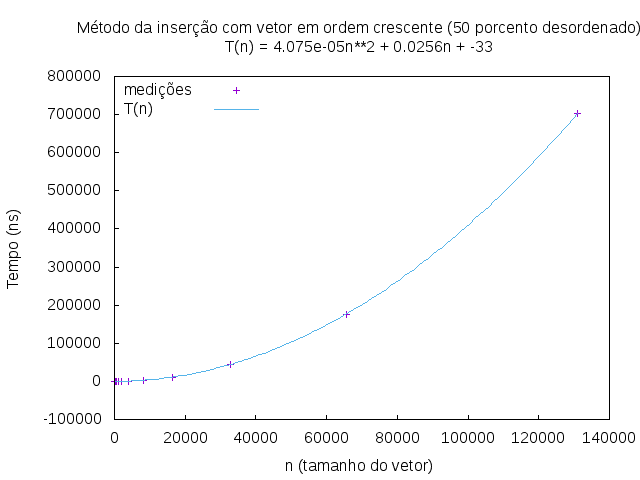 Método da inserção com vetor em ordem crescente (50 porcento desordenado)
T(n) = 4.075e-05n**2 + 0.0256n + -33
800000
700000
600000
500000
400000
300000
200000
100000
0
-100000
Tempo (ns)
medições
T(n)
0 20000 40000 60000 80000 100000 120000 140000
n (tamanho do vetor)